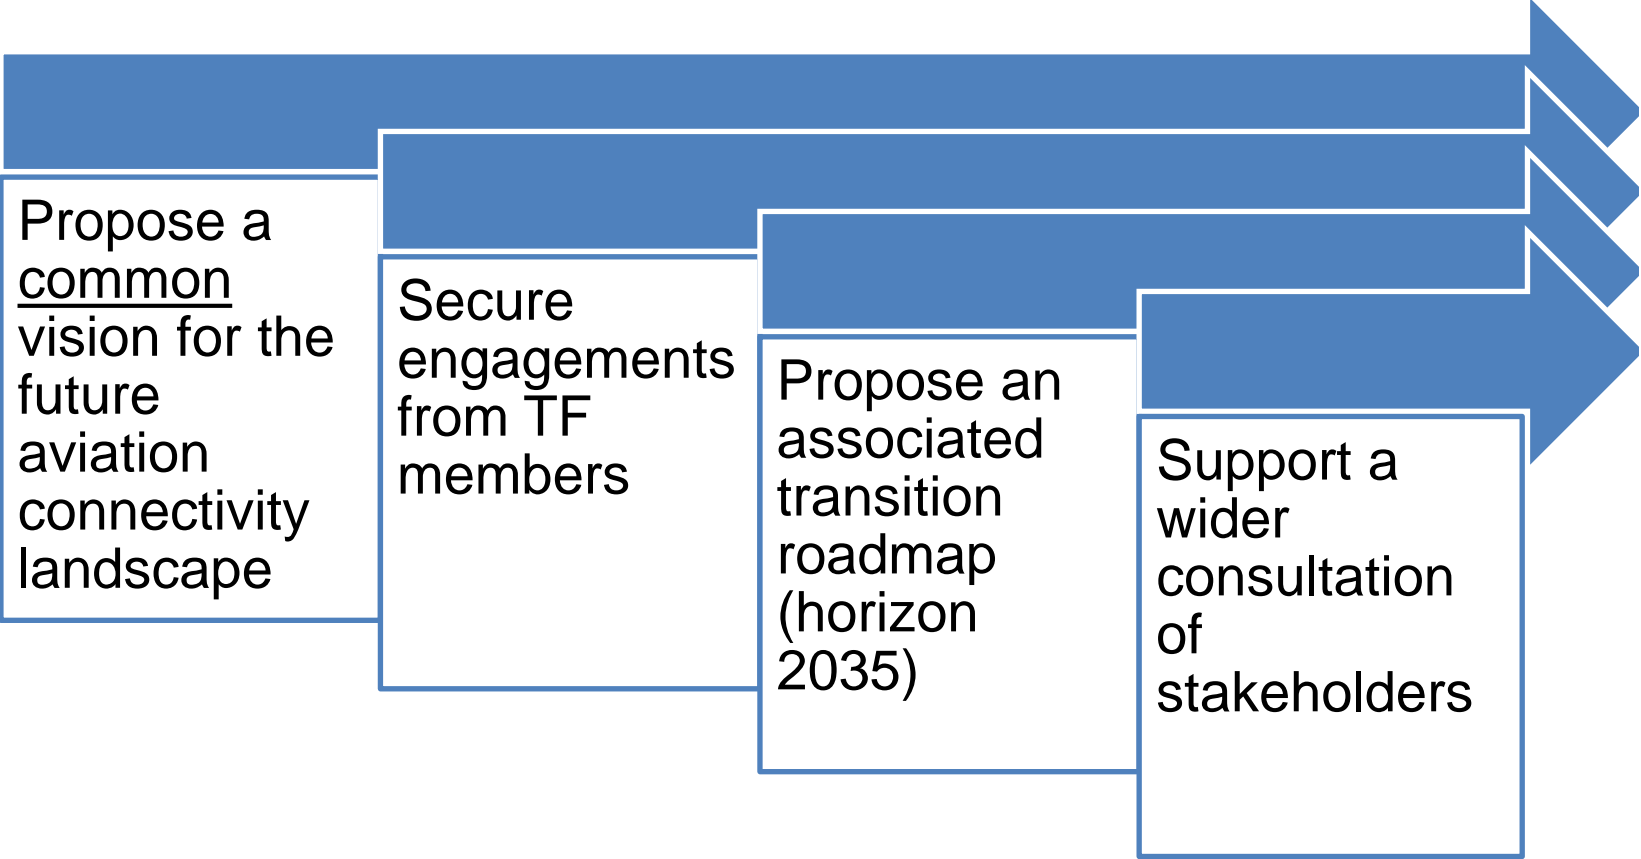 Propose a
common
vision for the
future
aviation
connectivity
landscape
Secure
engagements
from TF
members
Propose an
associated
transition
roadmap
(horizon
2035)
Support a
wider
consultation
of
stakeholders